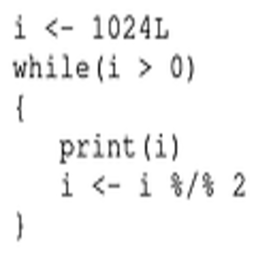 i <- 1024L
while(i > 0)
{
   print(i)
   i <- i %/% 2
}